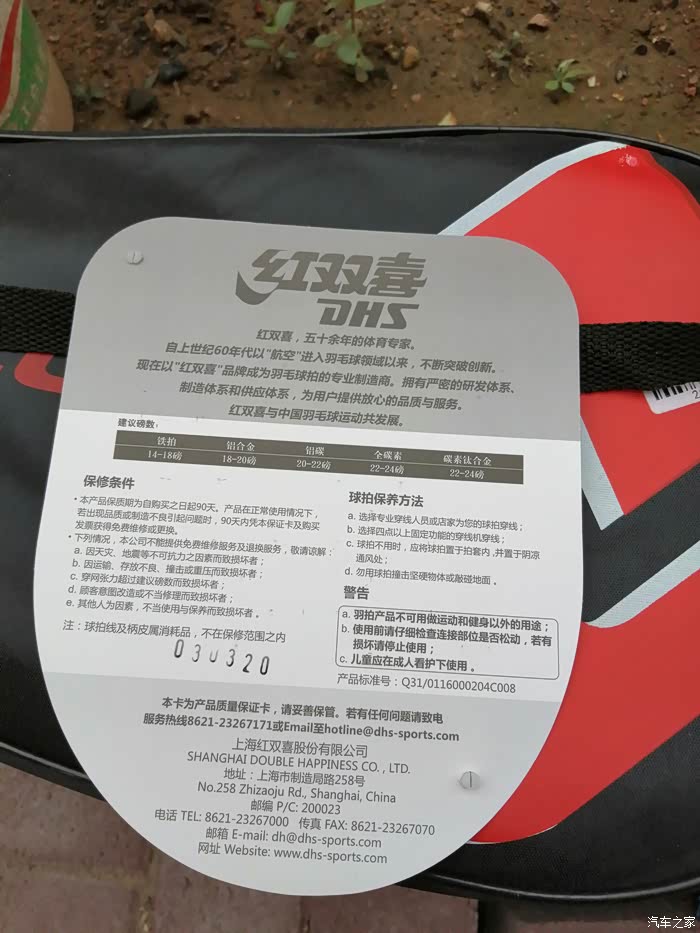 红双喜
DHS
红双喜，五十余年的体育专家。
自上世纪60年代以"航空"进入羽毛球领域以来，不断突破创新。
现在以"红双喜"品牌成为羽毛球拍的专业制造商。拥有严密的研发体系、
制造体系和供应体系，为用户提供放心的品质与服务。
红双喜与中国羽毛球运动共发展。
建议磅数：
铁拍 铝合金 铝碳 全碳素 碳素钛合金
14-18磅 18-20磅 20-22磅 22-24磅 22-24磅
保修条件
·本产品保质期为自购买之日起90天。产品在正常使用情况下，
若出现品质或制造不良引起问题时，90天内凭本保证卡及购买
发票获得免费维修或更换。
·下列情况，本公司不能提供免费维修服务及退换服务，敬请谅解：
a. 因天灾、地震等不可抗力之因素而致损坏者；
b. 因运输、存放不良、撞击或重压而致损坏者；
c. 穿网张力超过建议磅数而致损坏者；
d. 顾客意图改造或不当修理而致损坏者；
e. 其他人为因素，不当使用与保养而致损坏者。
注：球拍线及柄皮属消耗品，不在保修范围之内
030320
球拍保养方法
a. 选择专业穿线人员或店家为您的球拍穿线；
b. 选择四点以上固定功能的穿线机穿线；
c. 球拍不用时，应将球拍置于拍套内,并置于阴凉
通风处；
d. 勿用球拍撞击坚硬物体或敲碰地面。
警告
a. 羽拍产品不可用做运动和健身以外的用途；
b. 使用前请仔细检查连接部位是否松动，若有
损坏请停止使用；
c. 儿童应在成人看护下使用。
产品标准号：Q31/0116000204C008
本卡为产品质量保证卡，请妥善保管。若有任何问题请致电
服务热线8621-23267171或Email至hotline@dhs-sports.com
上海红双喜股份有限公司
SHANGHAI DOUBLE HAPPINESS CO., LTD.
地址：上海市制造局路258号
No.258 Zhizaoju Rd., Shanghai, China
邮编 P/C: 200023
电话 TEL: 8621-23267000 传真 FAX: 8621-23267070
邮箱 E-mail: dh@dhs-sports.com
网址 Website: www.dhs-sports.com
汽车之家